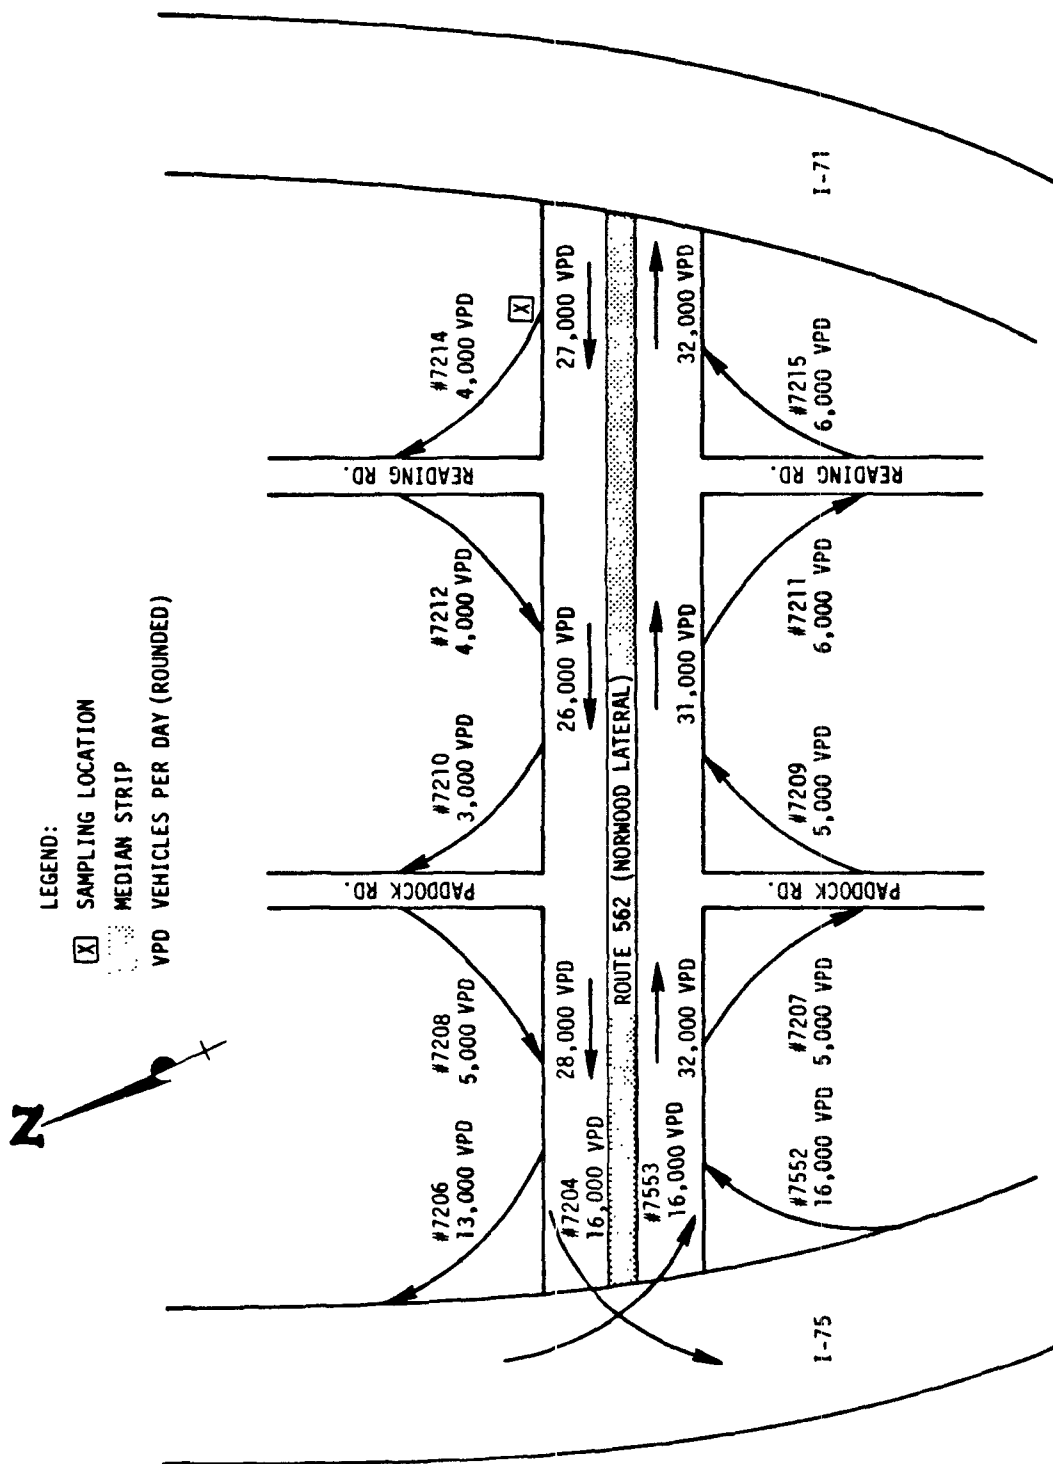 N
LEGEND:
X SAMPLING LOCATION
MEDIAN STRIP
VPD VEHICLES PER DAY (ROUNDED)
#7206
13,000 VPD
#7208
5,000 VPD
#7210
3,000 VPD
#7212
4,000 VPD
#7214
4,000 VPD
X
PADDOCK RD.
READING RD.
#7204
16,000 VPD
28,000 VPD
26,000 VPD
27,000 VPD
ROUTE 562 (NORWOOD LATERAL)
#7553
16,000 VPD
32,000 VPD
31,000 VPD
32,000 VPD
PADDOCK RD.
READING RD.
#7552
16,000 VPD
#7207
5,000 VPD
#7209
5,000 VPD
#7211
6,000 VPD
#7215
6,000 VPD
I-75
I-71